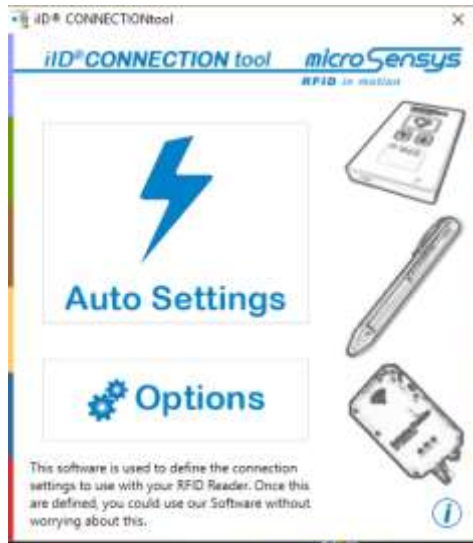 iID® CONNECTIONtool
iID®CONNECTION tool
microSensys
RFID in motion
Auto Settings
Options
This software is used to define the connection
settings to use with your RFID Reader. Once this
are defined, you could use our Software without
worrying about this.
i